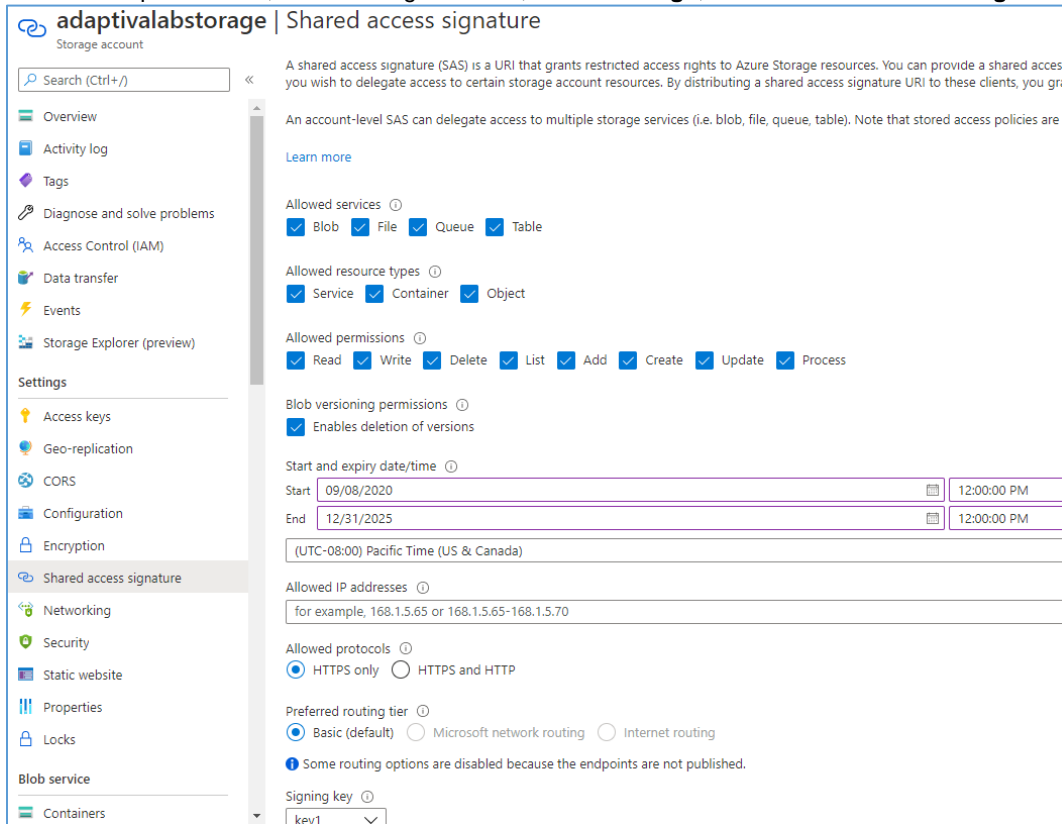 adaptivalabstorage | Shared access signature
Storage account
Search (Ctrl+/)
«
Overview
Activity log
Tags
Diagnose and solve problems
Access Control (IAM)
Data transfer
Events
Storage Explorer (preview)
Settings
Access keys
Geo-replication
CORS
Configuration
Encryption
Shared access signature
Networking
Security
Static website
Properties
Locks
Blob service
Containers
A shared access signature (SAS) is a URI that grants restricted access rights to Azure Storage resources. You can provide a shared acces
you wish to delegate access to certain storage account resources. By distributing a shared access signature URI to these clients, you gra
An account-level SAS can delegate access to multiple storage services (i.e. blob, file, queue, table). Note that stored access policies are
Learn more
Allowed services
Blob File Queue Table
Allowed resource types
Service Container Object
Allowed permissions
Read Write Delete List Add Create Update Process
Blob versioning permissions
Enables deletion of versions
Start and expiry date/time
Start 09/08/2020 12:00:00 PM
End 12/31/2025 12:00:00 PM
(UTC-08:00) Pacific Time (US & Canada)
Allowed IP addresses
for example, 168.1.5.65 or 168.1.5.65-168.1.5.70
Allowed protocols
HTTPS only HTTPS and HTTP
Preferred routing tier
Basic (default) Microsoft network routing Internet routing
Some routing options are disabled because the endpoints are not published.
Signing key
key1